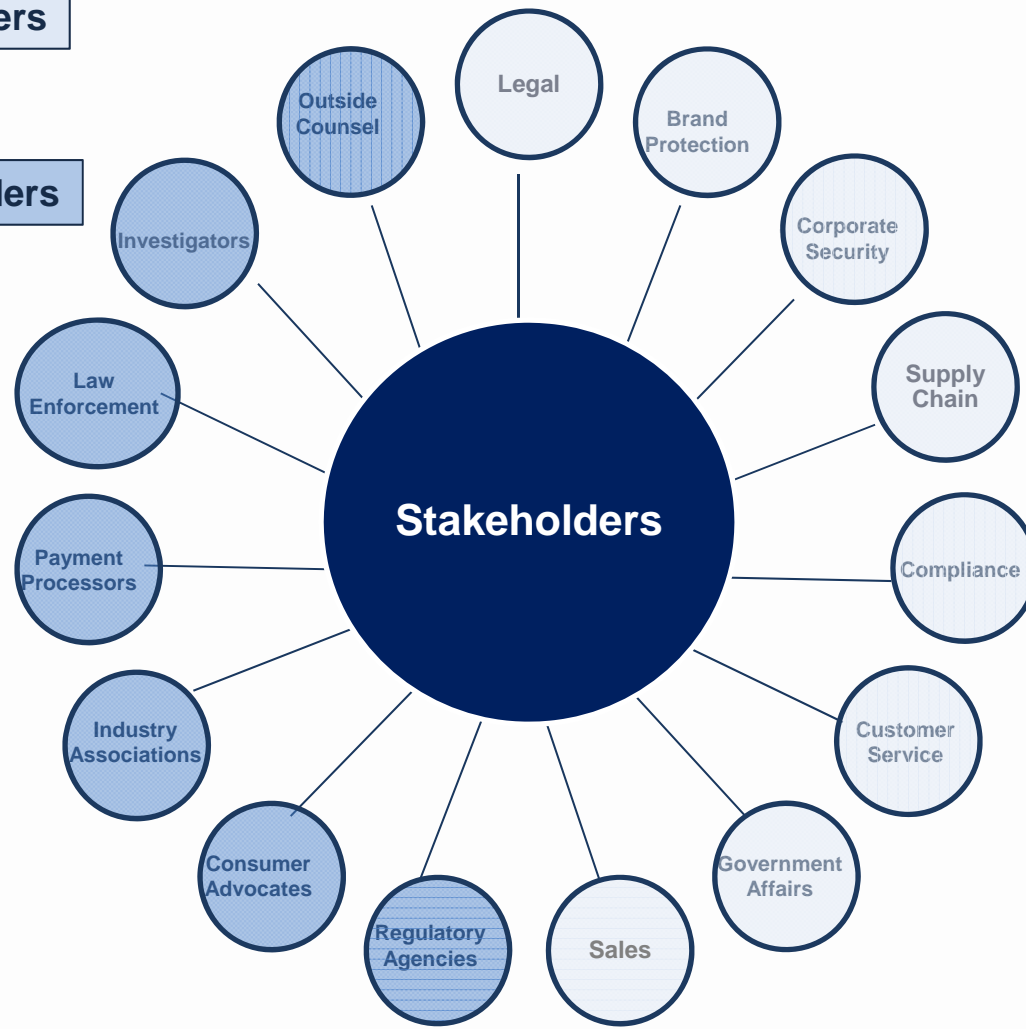 ers
ders
Stakeholders
Legal
Brand
Protection
Corporate
Security
Supply
Chain
Compliance
Customer
Service
Government
Affairs
Sales
Regulatory
Agencies
Consumer
Advocates
Industry
Associations
Payment
Processors
Law
Enforcement
Investigators
Outside
Counsel